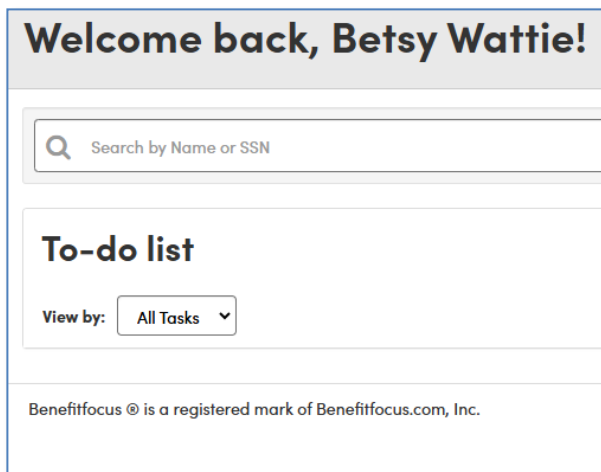 Welcome back, Betsy Wattie!
Search by Name or SSN
To-do list
View by: All Tasks
Benefitfocus ® is a registered mark of Benefitfocus.com, Inc.